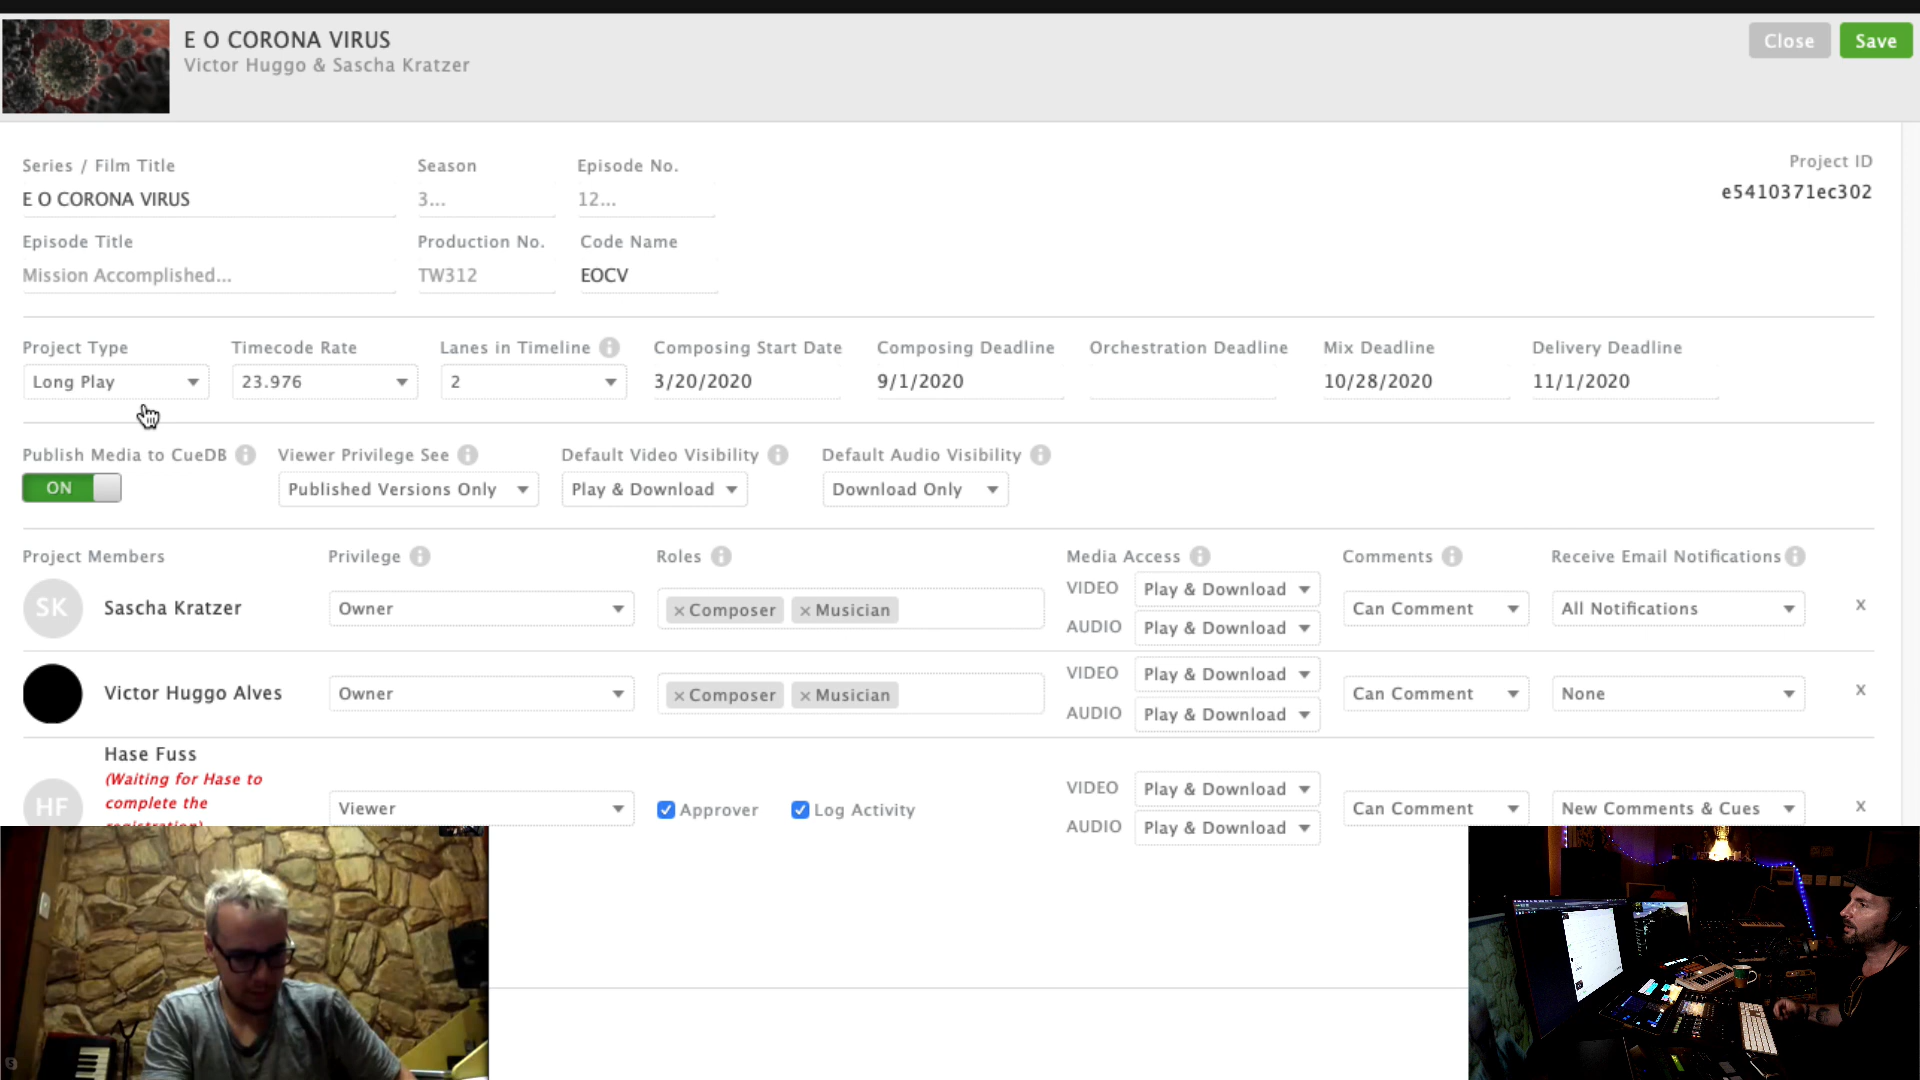 E O CORONA VIRUS
Victor Huggo & Sascha Kratzer
Close Save
Series / Film Title Season Episode No. Project ID
E O CORONA VIRUS 3... 12... e5410371ec302
Episode Title Production No. Code Name
Mission Accomplished... TW312 EOCV
Project Type Timecode Rate Lanes in Timeline i Composing Start Date Composing Deadline Orchestration Deadline Mix Deadline Delivery Deadline
Long Play 23.976 2 3/20/2020 9/1/2020 10/28/2020 11/1/2020
Publish Media to CueDB i Viewer Privilege See i Default Video Visibility i Default Audio Visibility i
ON Published Versions Only Play & Download Download Only
Project Members Privilege i Roles i Media Access i Comments i Receive Email Notifications i
SK Sascha Kratzer Owner × Composer × Musician VIDEO Play & Download Can Comment All Notifications x
AUDIO Play & Download
Victor Huggo Alves Owner × Composer × Musician VIDEO Play & Download Can Comment None x
AUDIO Play & Download
Hase Fuss
(Waiting for Hase to
complete the
registration)
HF Viewer Approver Log Activity VIDEO Play & Download Can Comment New Comments & Cues x
AUDIO Play & Download